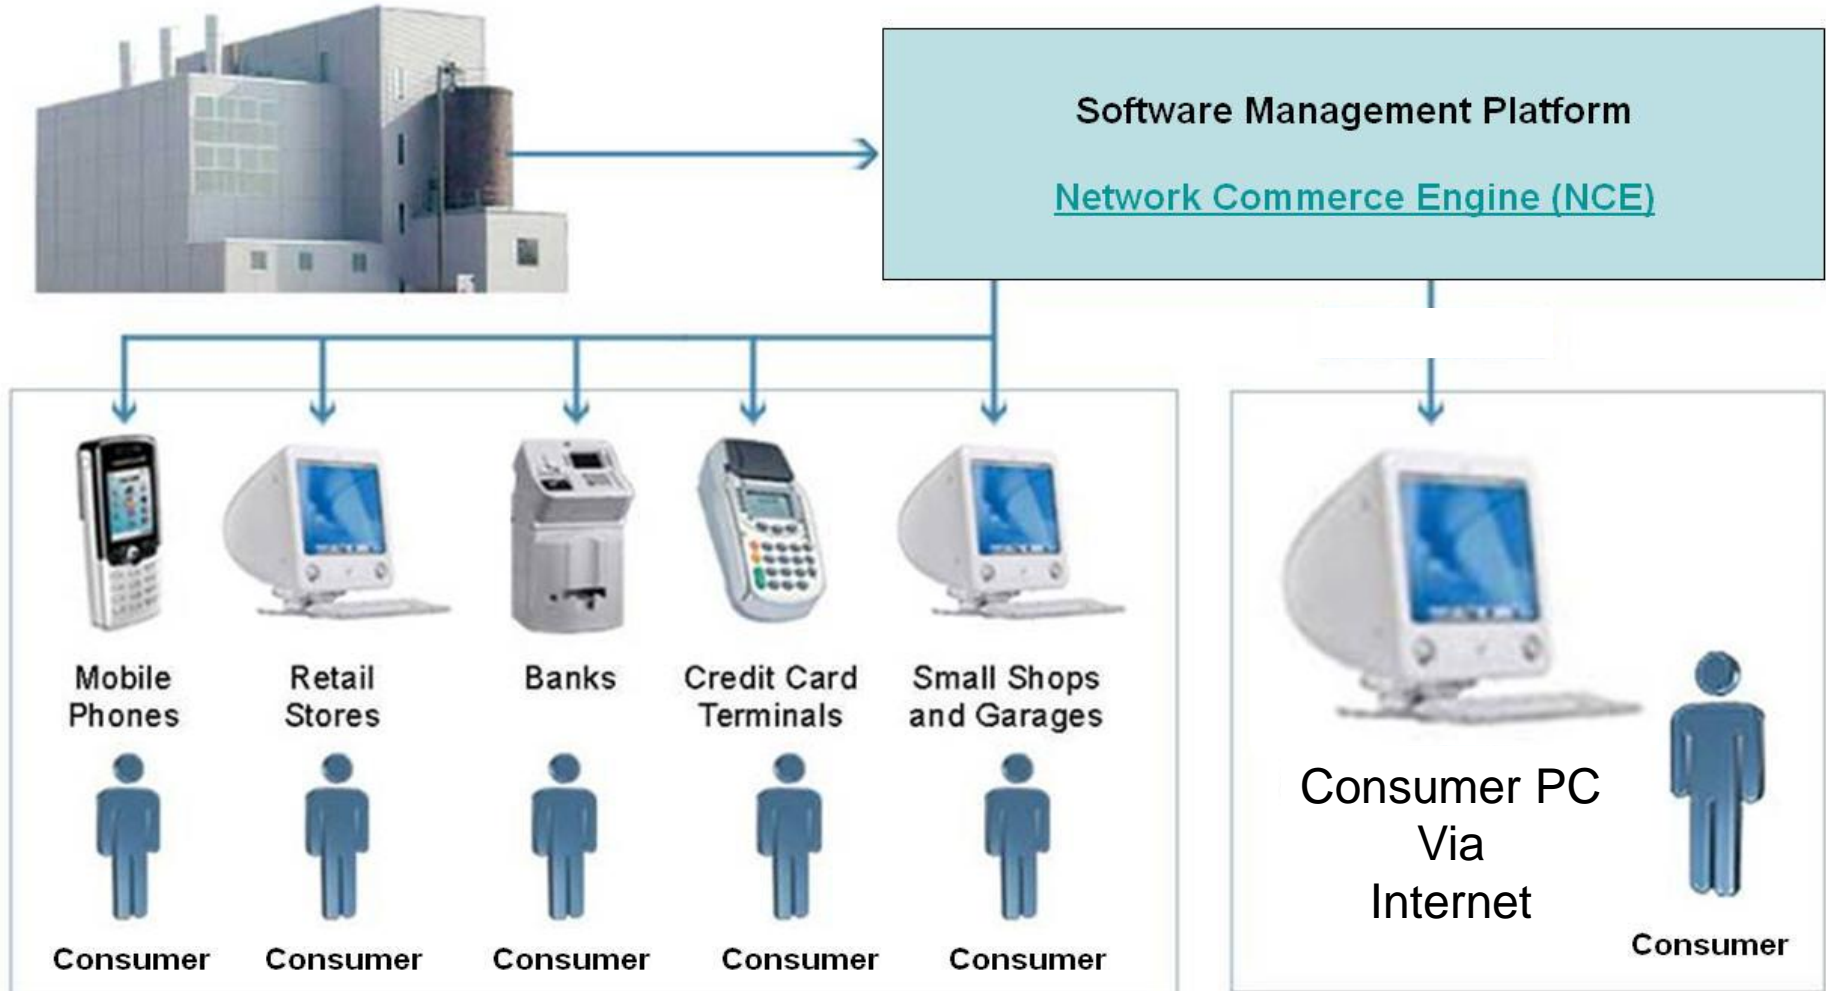 Software Management Platform
Network Commerce Engine (NCE)
Mobile
Phones
Retail
Stores
Banks
Credit Card
Terminals
Small Shops
and Garages
Consumer
Consumer
Consumer
Consumer
Consumer
Consumer PC
Via
Internet
Consumer